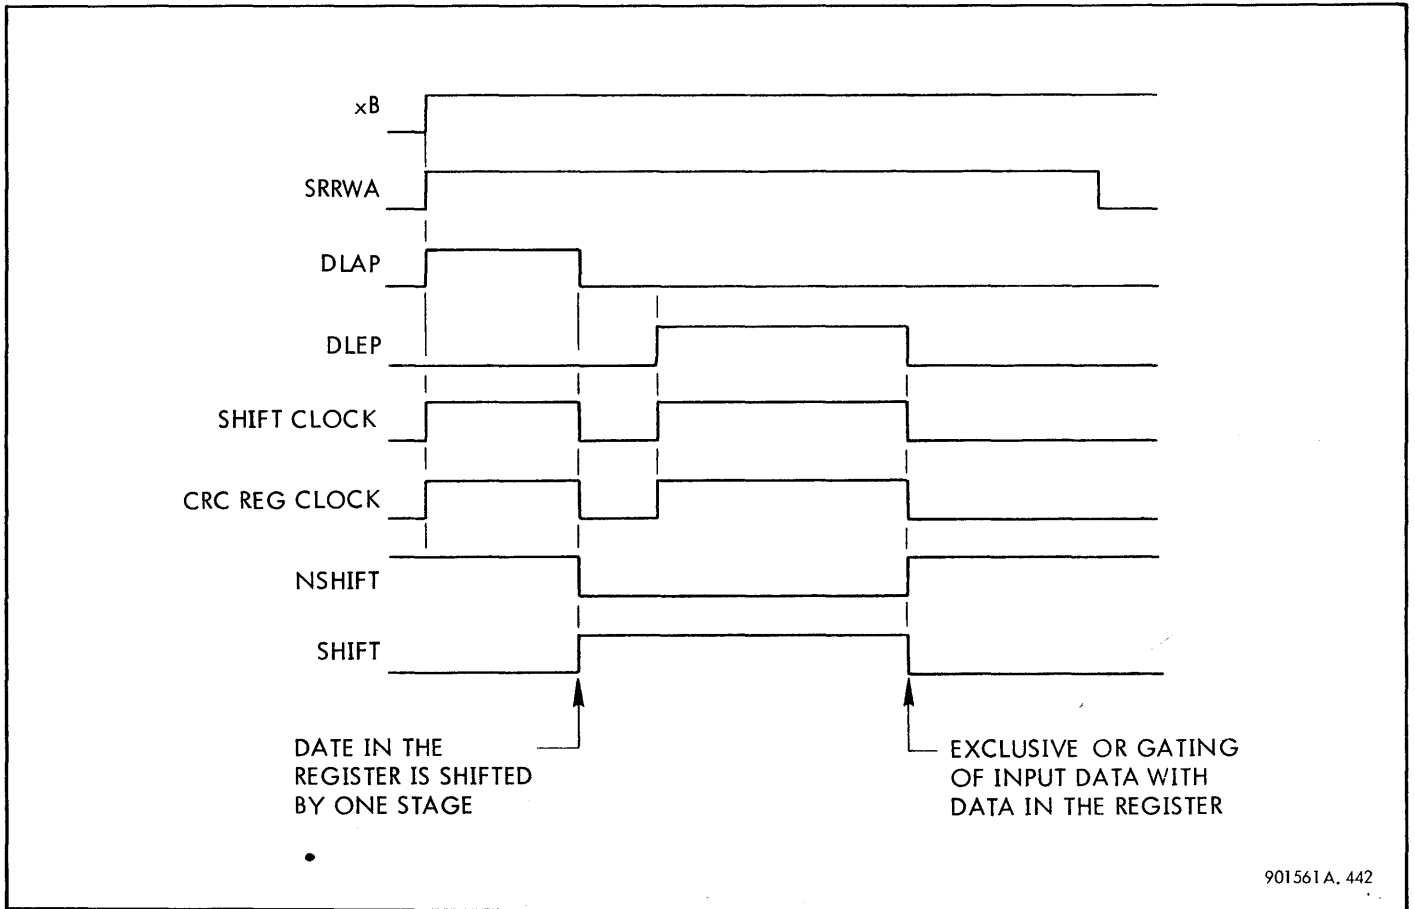 xB
SRRWA
DLAP
DLEP
SHIFT CLOCK
CRC REG CLOCK
NSHIFT
SHIFT
DATE IN THE
REGISTER IS SHIFTED
BY ONE STAGE
EXCLUSIVE OR GATING
OF INPUT DATA WITH
DATA IN THE REGISTER
901561A. 442